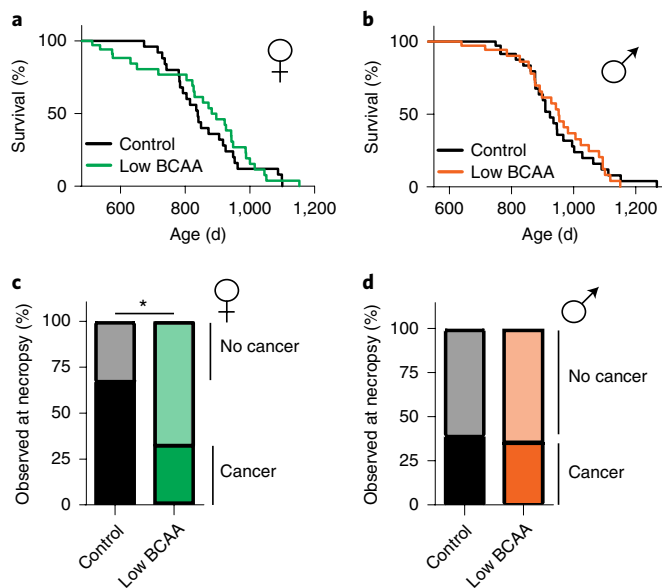 a
b
100
50
0
Survival (%)
Control
Low BCAA
600
800
1,000
1,200
Age (d)
100
50
0
Survival (%)
Control
Low BCAA
600
800
1,000
1,200
Age (d)
c
d
*
100
75
50
25
0
Observed at necropsy (%)
No cancer
Cancer
Control
Low BCAA
100
75
50
25
0
Observed at necropsy (%)
No cancer
Cancer
Control
Low BCAA